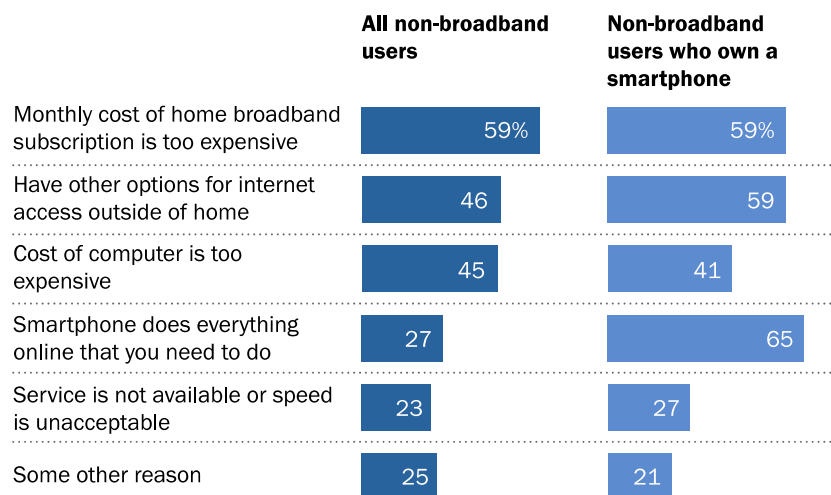 All non-broadband users
Non-broadband users who own a smartphone
Monthly cost of home broadband
subscription is too expensive
59%
59%
Have other options for internet
access outside of home
46
59
Cost of computer is too
expensive
45
41
Smartphone does everything
online that you need to do
27
65
Service is not available or speed
is unacceptable
23
27
Some other reason
25
21